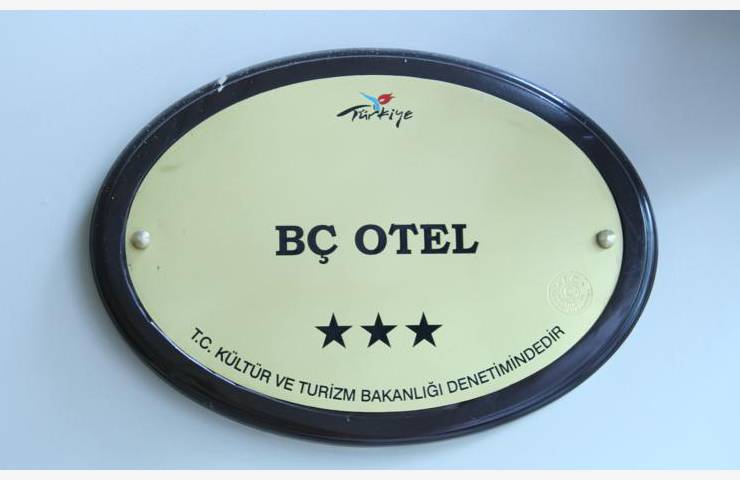 Türkiye
BÇ OTEL
★★★
T.C. KÜLTÜR VE TURİZM BAKANLIĞI DENETİMİNDEDİR